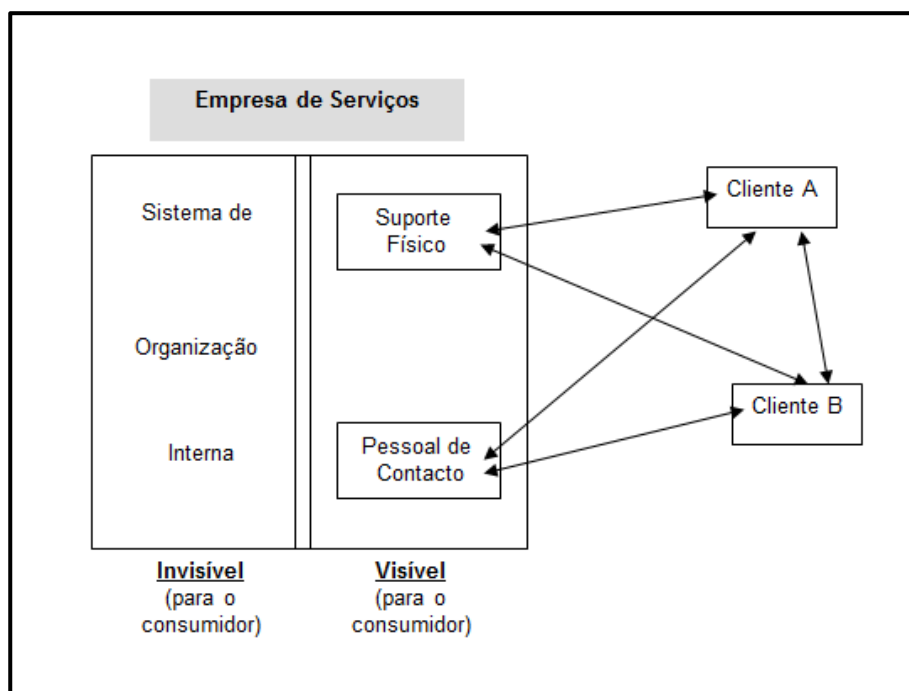 Empresa de Serviços
Sistema de
Organização
Interna
Suporte
Físico
Pessoal de
Contacto
Cliente A
Cliente B
Invisível
(para o
consumidor)
Visível
(para o
consumidor)